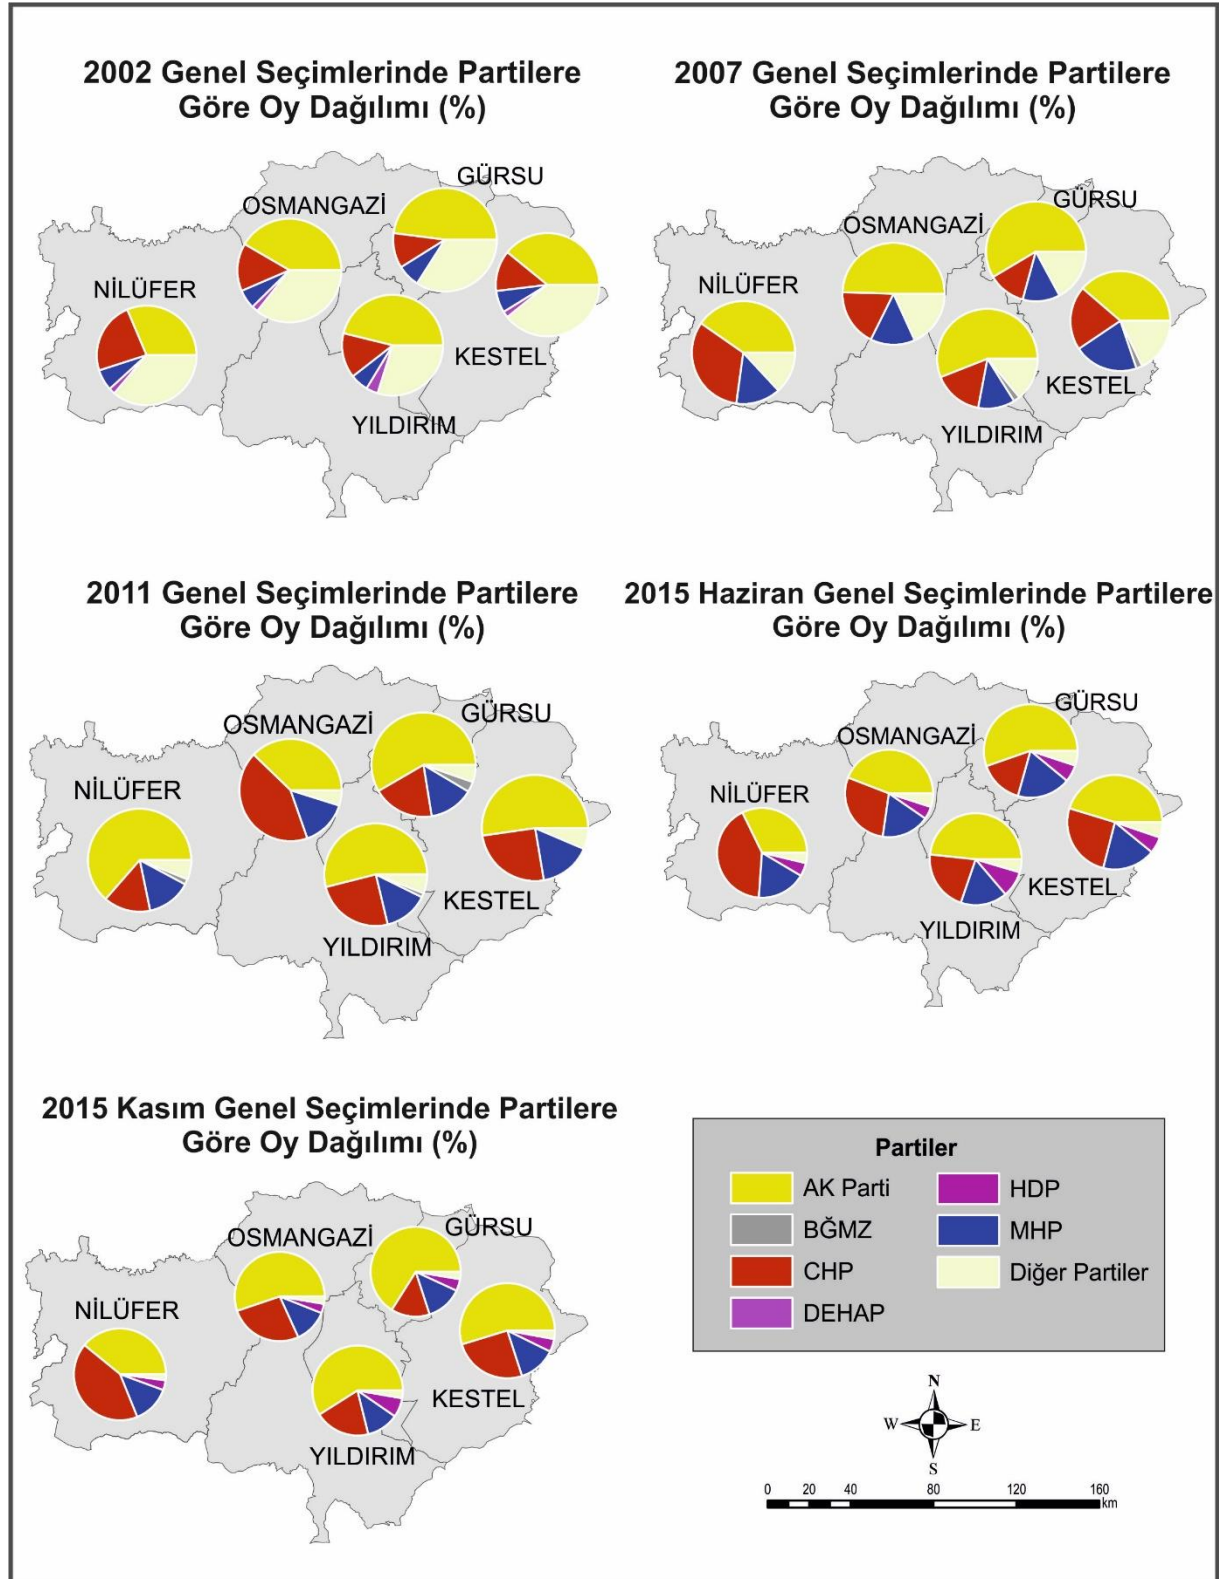 2002 Genel Seçimlerinde Partilere
Göre Oy Dağılımı (%)
GÜRSU
OSMANGAZİ
NİLÜFER
KESTEL
YILDIRIM
2007 Genel Seçimlerinde Partilere
Göre Oy Dağılımı (%)
GÜRSU
OSMANGAZİ
NİLÜFER
KESTEL
YILDIRIM
2011 Genel Seçimlerinde Partilere
Göre Oy Dağılımı (%)
GÜRSU
OSMANGAZİ
NİLÜFER
KESTEL
YILDIRIM
2015 Haziran Genel Seçimlerinde Partilere
Göre Oy Dağılımı (%)
GÜRSU
OSMANGAZİ
NİLÜFER
KESTEL
YILDIRIM
2015 Kasım Genel Seçimlerinde Partilere
Göre Oy Dağılımı (%)
GÜRSU
OSMANGAZİ
NİLÜFER
KESTEL
YILDIRIM
Partiler
AK Parti
BĞMZ
CHP
DEHAP
HDP
MHP
Diğer Partiler
N
W E
S
0 20 40 80 120 160
km